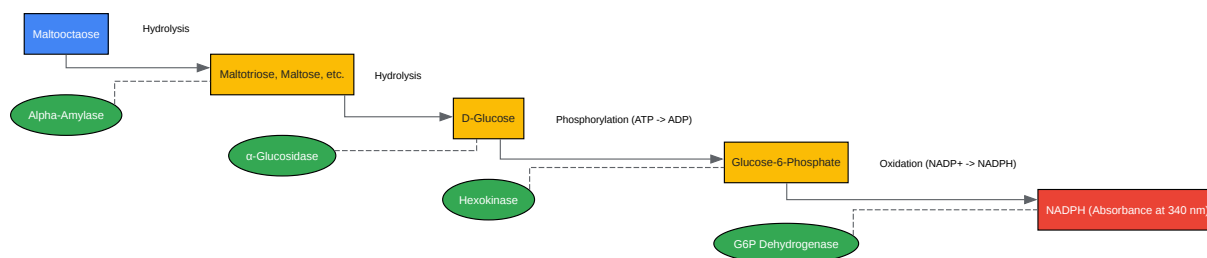 Maltooctaose
Hydrolysis
Maltotriose, Maltose, etc.
Hydrolysis
Alpha-Amylase
D-Glucose
Phosphorylation (ATP -> ADP)
α-Glucosidase
Glucose-6-Phosphate
Oxidation (NADP+ -> NADPH)
Hexokinase
NADPH (Absorbance at 340 nm)
G6P Dehydrogenase